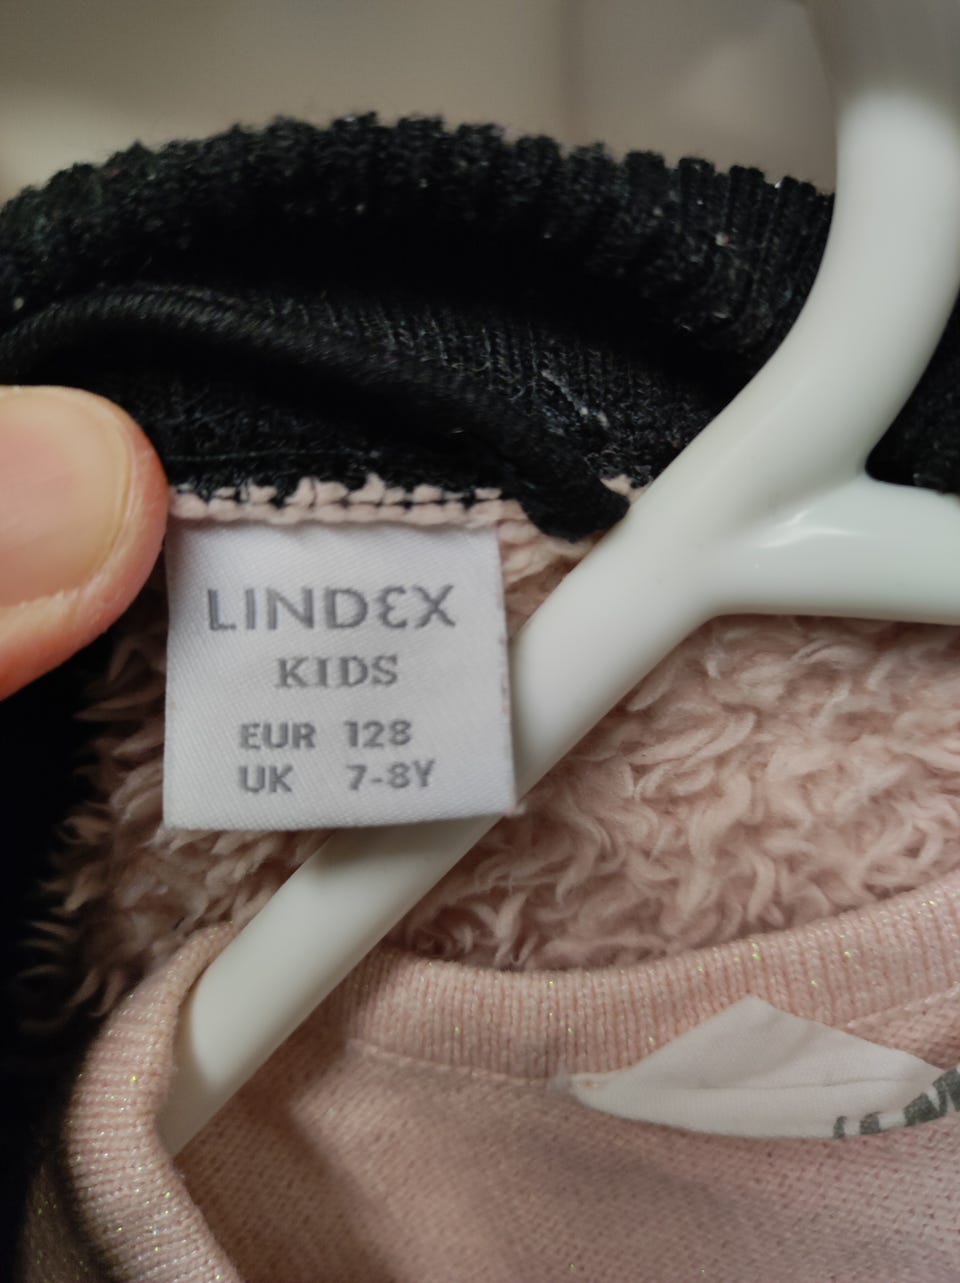 LINDEX
KIDS
EUR 128
UK 7-8Y